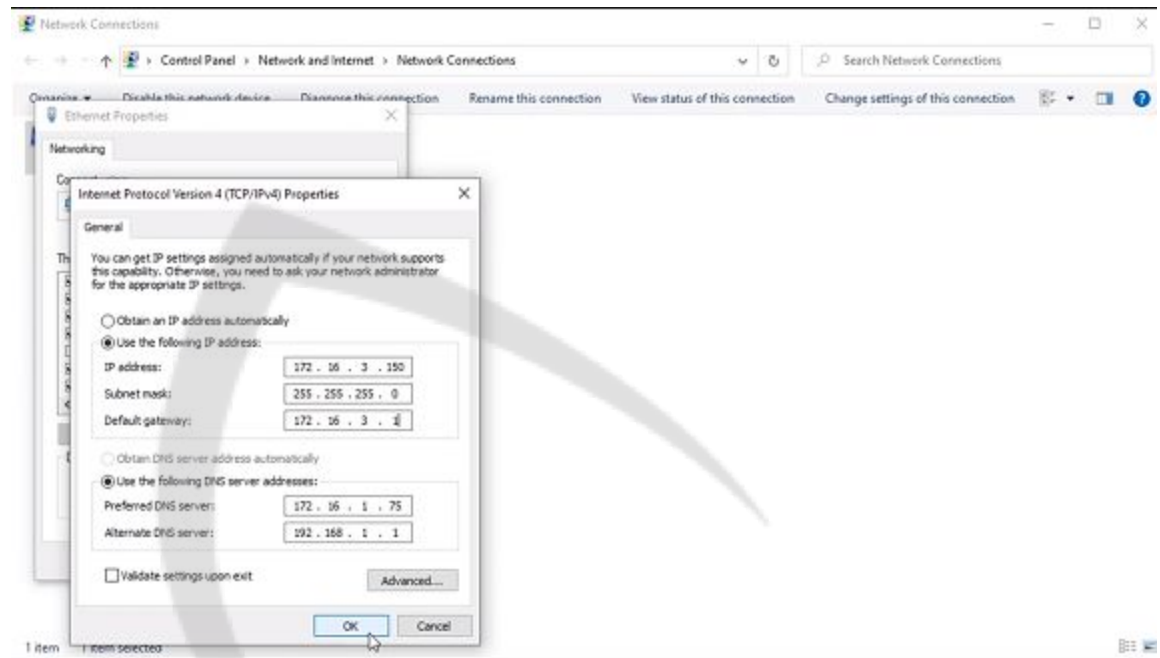 Network Connections
Control Panel > Network and Internet > Network Connections
Search Network Connections
Organize Disable this network device Diagnose this connection Rename this connection View status of this connection Change settings of this connection
Ethernet Properties
Networking
Internet Protocol Version 4 (TCP/IPv4) Properties
General
You can get IP settings assigned automatically if your network supports
this capability. Otherwise, you need to ask your network administrator
for the appropriate IP settings.
Obtain an IP address automatically
Use the following IP address:
IP address: 172 . 16 . 3 . 150
Subnet mask: 255 . 255 . 255 . 0
Default gateway: 172 . 16 . 3 . 1
Obtain DNS server address automatically
Use the following DNS server addresses:
Preferred DNS server: 172 . 16 . 1 . 75
Alternate DNS server: 192 . 168 . 1 . 1
Validate settings upon exit
Advanced...
OK Cancel
1 item 1 item selected